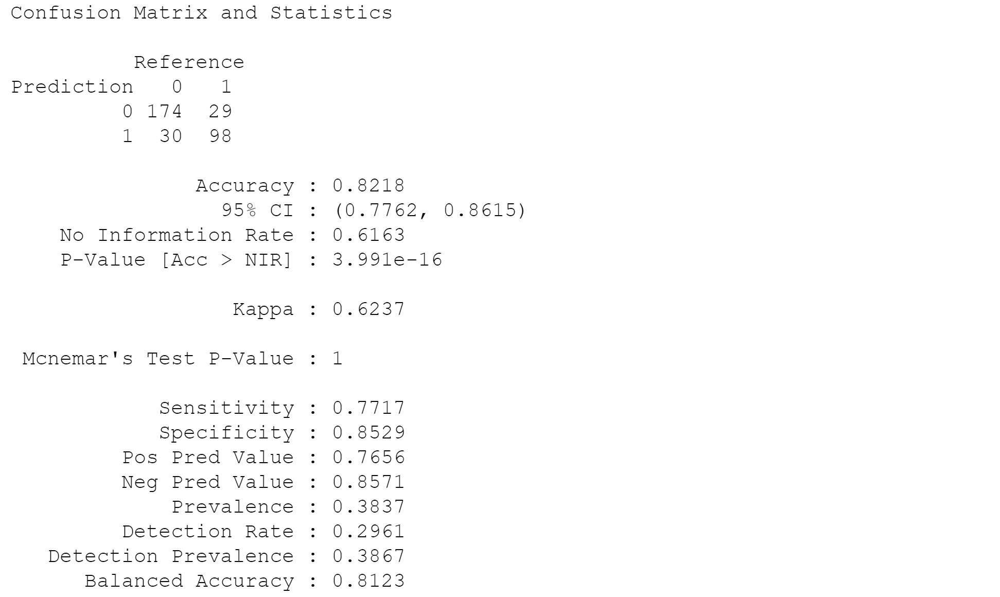 Confusion Matrix and Statistics

          Reference
Prediction   0   1
         0 174  29
         1  30  98

               Accuracy : 0.8218
                 95% CI : (0.7762, 0.8615)
    No Information Rate : 0.6163
    P-Value [Acc > NIR] : 3.991e-16

                  Kappa : 0.6237

 Mcnemar's Test P-Value : 1

            Sensitivity : 0.7717
            Specificity : 0.8529
         Pos Pred Value : 0.7656
         Neg Pred Value : 0.8571
             Prevalence : 0.3837
         Detection Rate : 0.2961
   Detection Prevalence : 0.3867
      Balanced Accuracy : 0.8123